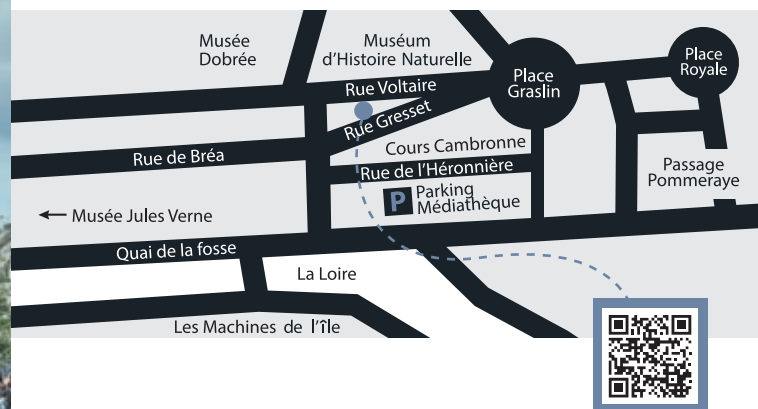 Musée
Dobrée
Muséum
d'Histoire Naturelle
Place
Graslin
Place
Royale
Rue Voltaire
Rue Gresset
Cours Cambronne
Rue de Bréa
Rue de l'Héronnière
Passage
Pommeraye
P Parking
Médiathèque
← Musée Jules Verne
Quai de la fosse
La Loire
Les Machines de l'île